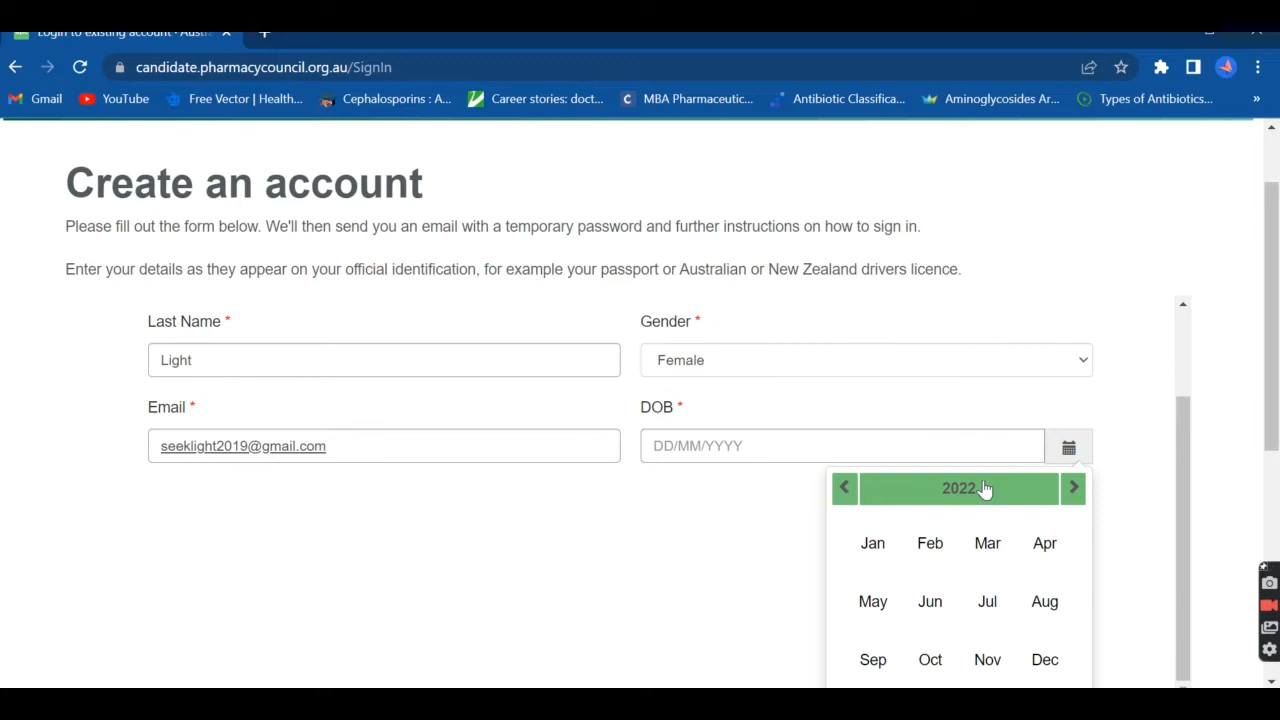 Login to existing account · Austr
candidate.pharmacycouncil.org.au/SignIn
Gmail YouTube Free Vector | Health... Cephalosporins : A... Career stories: doct... MBA Pharmaceutic... Antibiotic Classifica... Aminoglycosides Ar... Types of Antibiotics... »
Create an account
Please fill out the form below. We'll then send you an email with a temporary password and further instructions on how to sign in.
Enter your details as they appear on your official identification, for example your passport or Australian or New Zealand drivers licence.
Last Name * Gender *
Light Female
Email * DOB *
seeklight2019@gmail.com DD/MM/YYYY
2022
Jan Feb Mar Apr
May Jun Jul Aug
Sep Oct Nov Dec